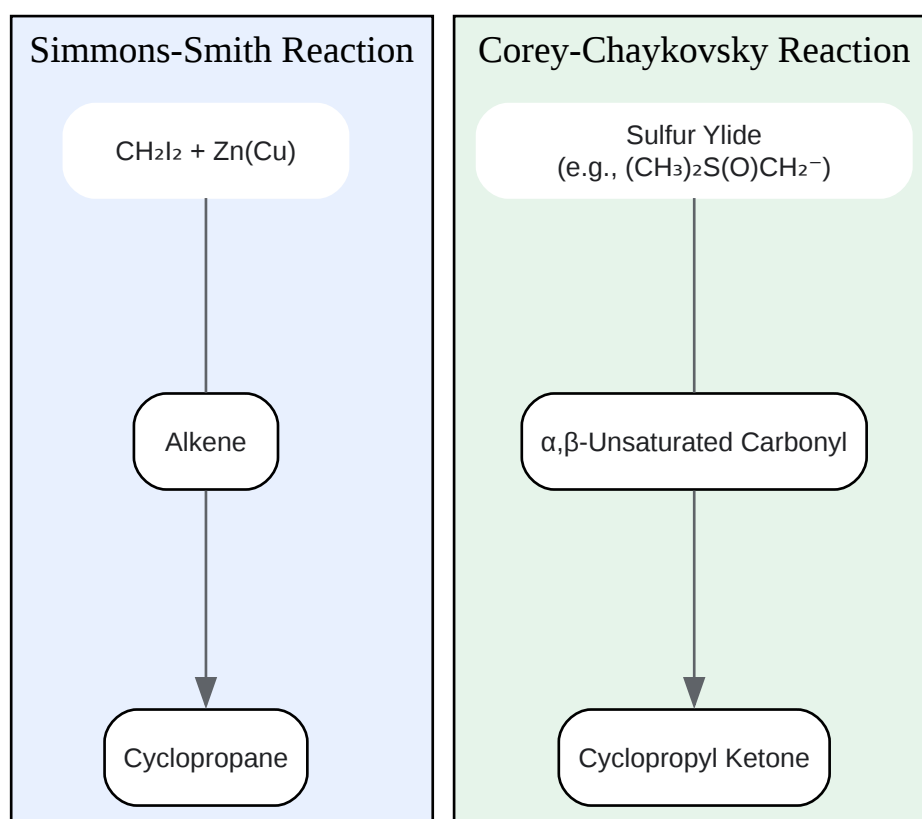 Simmons-Smith Reaction
CH₂I₂ + Zn(Cu)
Alkene
Cyclopropane
Corey-Chaykovsky Reaction
Sulfur Ylide
(e.g., (CH₃)₂S(O)CH₂⁻)
α,β-Unsaturated Carbonyl
Cyclopropyl Ketone